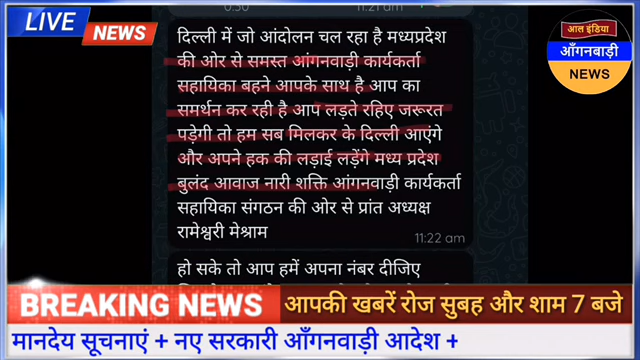 LIVE NEWS
11:21 am
आल इंडिया
आँगनबाड़ी
NEWS
दिल्ली में जो आंदोलन चल रहा है मध्यप्रदेश
की ओर से समस्त आंगनवाड़ी कार्यकर्ता
सहायिका बहने आपके साथ है आप का
समर्थन कर रही है आप लड़ते रहिए जरूरत
पड़ेगी तो हम सब मिलकर के दिल्ली आएंगे
और अपने हक की लड़ाई लड़ेंगे मध्य प्रदेश
बुलंद आवाज नारी शक्ति आंगनवाड़ी कार्यकर्ता
सहायिका संगठन की ओर से प्रांत अध्यक्ष
रामेश्वरी मेश्राम
11:22 am
हो सके तो आप हमें अपना नंबर दीजिए
BREAKING NEWS
आपकी खबरें रोज सुबह और शाम 7 बजे
मानदेय सूचनाएं + नए सरकारी आँगनवाड़ी आदेश +